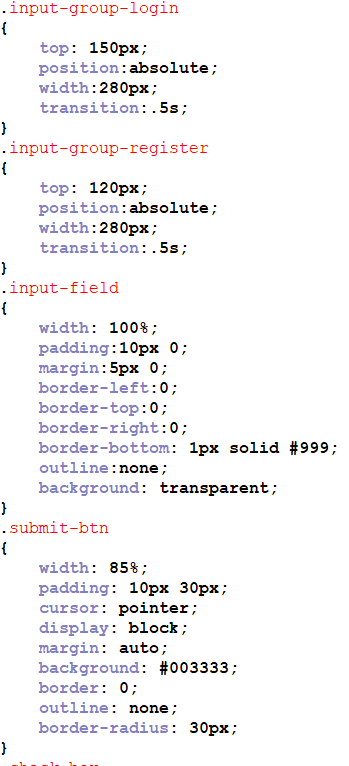 .input-group-login
{
    top: 150px;
    position:absolute;
    width:280px;
    transition:.5s;
}
.input-group-register
{
    top: 120px;
    position:absolute;
    width:280px;
    transition:.5s;
}
.input-field
{
    width: 100%;
    padding:10px 0;
    margin:5px 0;
    border-left:0;
    border-top:0;
    border-right:0;
    border-bottom: 1px solid #999;
    outline:none;
    background: transparent;
}
.submit-btn
{
    width: 85%;
    padding: 10px 30px;
    cursor: pointer;
    display: block;
    margin: auto;
    background: #003333;
    border: 0;
    outline: none;
    border-radius: 30px;
}